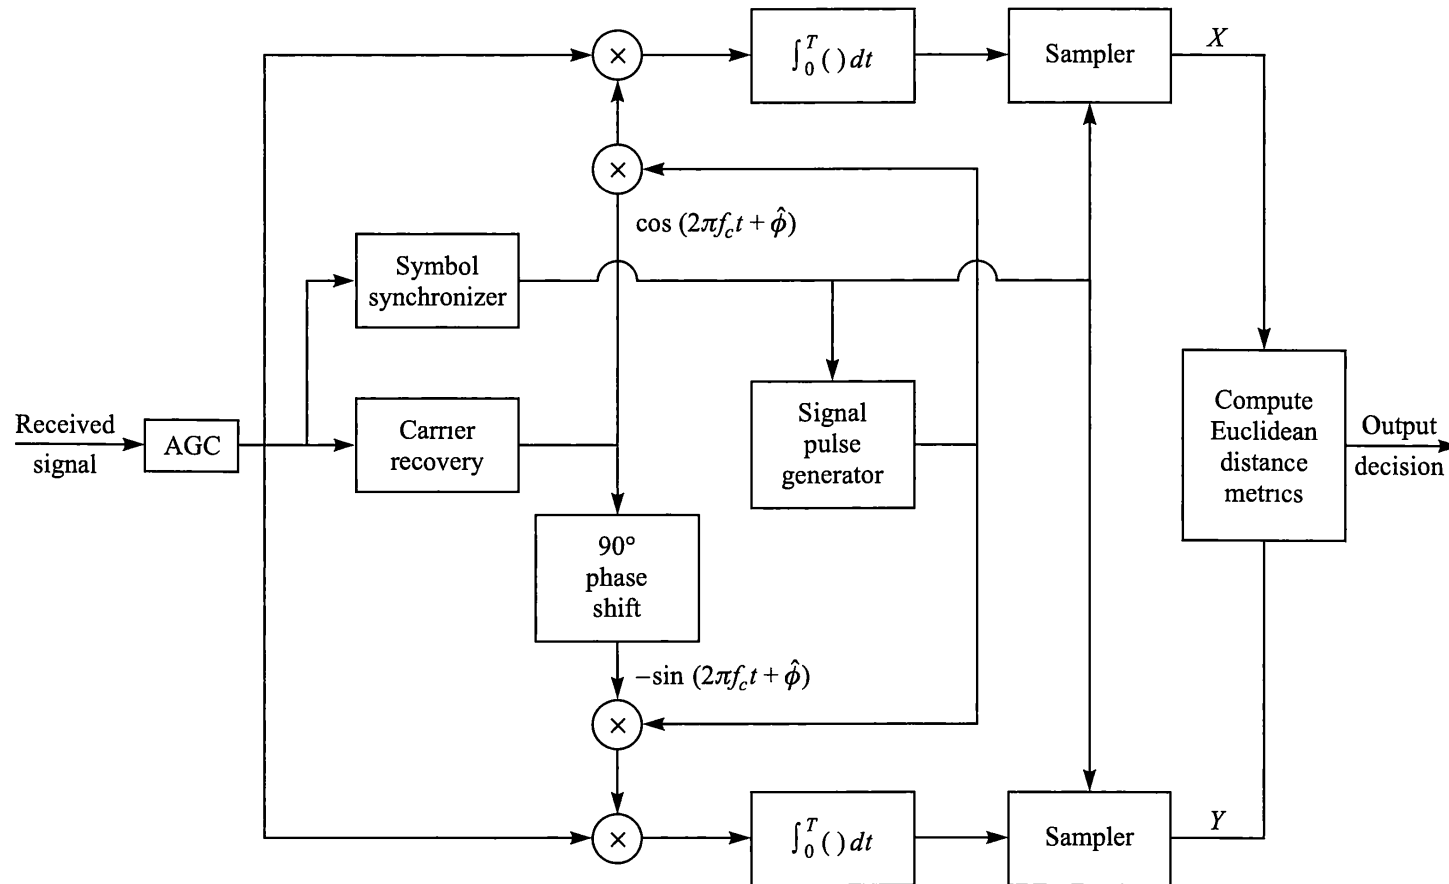 ∫₀ᵀ ( ) dt
Sampler
X
×
×
cos (2πf_c t + φ̂)
Symbol
synchronizer
Received
signal
AGC
Carrier
recovery
Signal
pulse
generator
Compute
Euclidean
distance
metrics
Output
decision
90°
phase
shift
−sin (2πf_c t + φ̂)
×
×
∫₀ᵀ ( ) dt
Sampler
Y